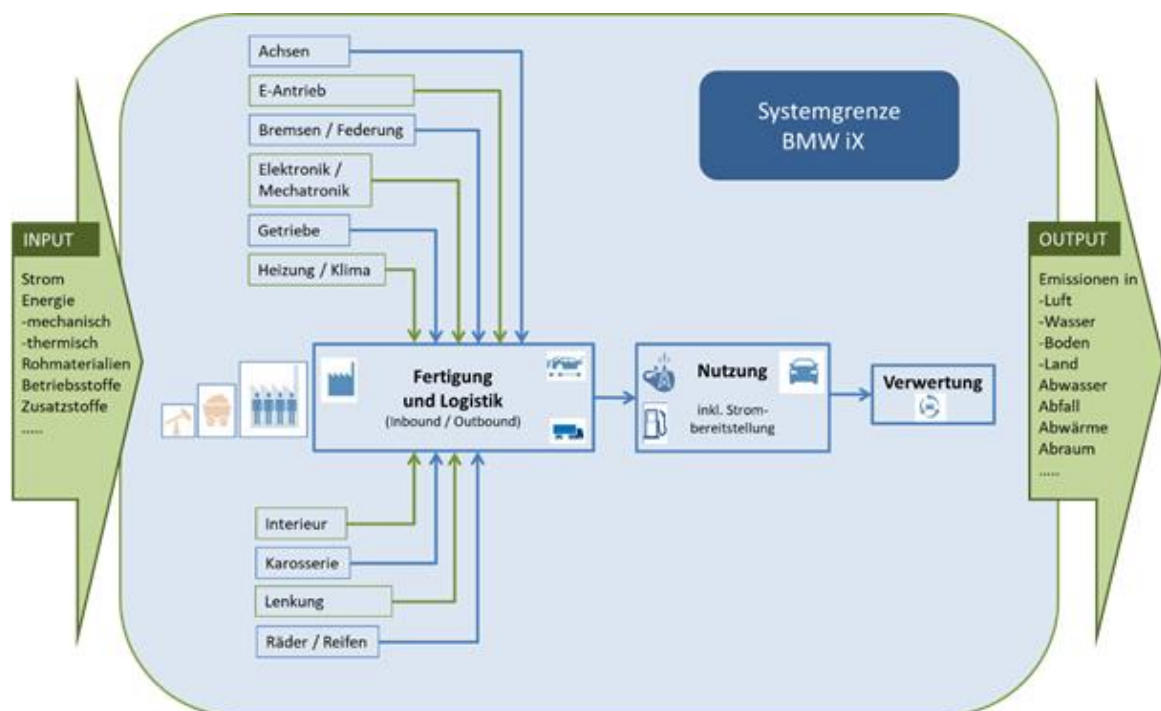 Achsen
E-Antrieb
Bremsen / Federung
Elektronik /
Mechatronik
Getriebe
Heizung / Klima
Systemgrenze
BMW iX
INPUT
Strom
Energie
-mechanisch
-thermisch
Rohmaterialien
Betriebsstoffe
Zusatzstoffe
.....
Fertigung
und Logistik
(Inbound / Outbound)
Nutzung
inkl. Strom-
bereitstellung
Verwertung
OUTPUT
Emissionen in
-Luft
-Wasser
-Boden
-Land
Abwasser
Abfall
Abwärme
Abraum
.....
Interieur
Karosserie
Lenkung
Räder / Reifen